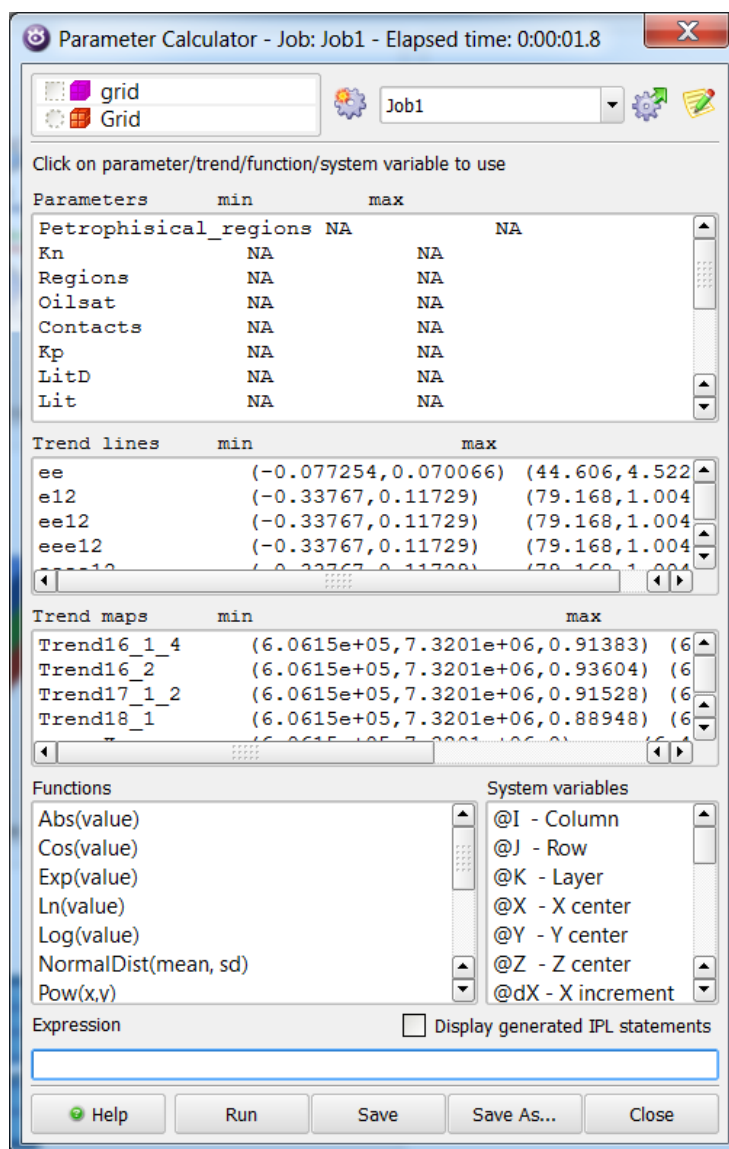 Parameter Calculator - Job: Job1 - Elapsed time: 0:00:01.8
grid
Grid
Job1
Click on parameter/trend/function/system variable to use
Parameters min max
Petrophisical_regions NA NA
Kn NA NA
Regions NA NA
Oilsat NA NA
Contacts NA NA
Kp NA NA
LitD NA NA
Lit NA NA
Trend lines min max
ee (-0.077254,0.070066) (44.606,4.522
e12 (-0.33767,0.11729) (79.168,1.004
ee12 (-0.33767,0.11729) (79.168,1.004
eee12 (-0.33767,0.11729) (79.168,1.004
Trend maps min max
Trend16_1_4 (6.0615e+05,7.3201e+06,0.91383) (6
Trend16_2 (6.0615e+05,7.3201e+06,0.93604) (6
Trend17_1_2 (6.0615e+05,7.3201e+06,0.91528) (6
Trend18_1 (6.0615e+05,7.3201e+06,0.88948) (6
Functions
Abs(value)
Cos(value)
Exp(value)
Ln(value)
Log(value)
NormalDist(mean, sd)
Pow(x,y)
System variables
@I - Column
@J - Row
@K - Layer
@X - X center
@Y - Y center
@Z - Z center
@dX - X increment
Expression
Display generated IPL statements
Help Run Save Save As... Close